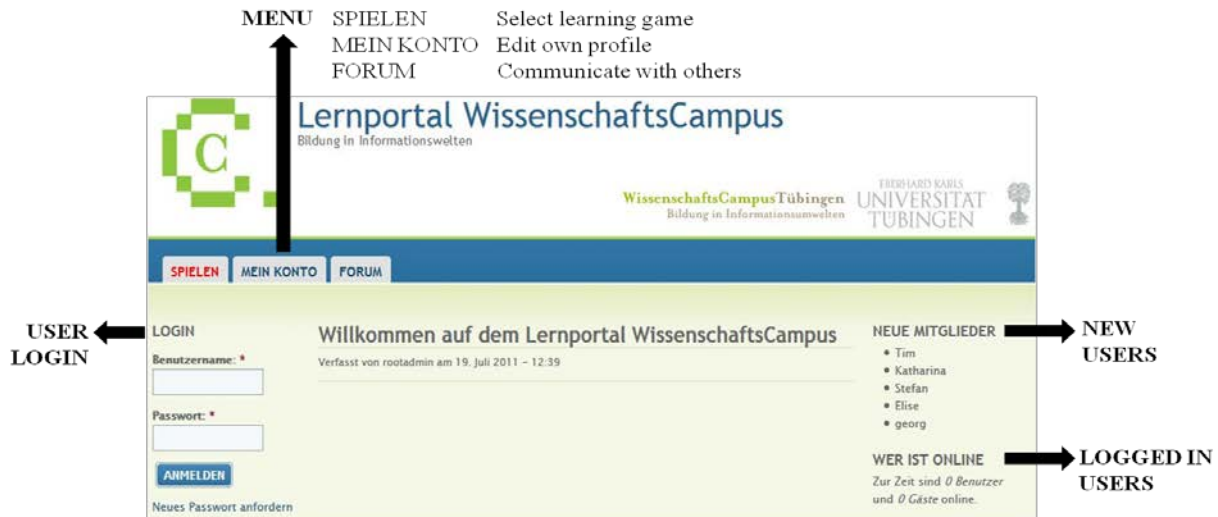 MENU SPIELEN Select learning game
MEIN KONTO Edit own profile
FORUM Communicate with others
C
Lernportal WissenschaftsCampus
Bildung in Informationswelten
WissenschaftsCampusTübingen
Bildung in Informationsumwelten
EBERHARD KARLS
UNIVERSITÄT
TÜBINGEN
SPIELEN MEIN KONTO FORUM
USER
LOGIN
LOGIN
Benutzername: *
Passwort: *
ANMELDEN
Neues Passwort anfordern
Willkommen auf dem Lernportal WissenschaftsCampus
Verfasst von rootadmin am 19. Juli 2011 – 12:39
NEUE MITGLIEDER
• Tim
• Katharina
• Stefan
• Elise
• georg
WER IST ONLINE
Zur Zeit sind 0 Benutzer
und 0 Gäste online.
NEW
USERS
LOGGED IN
USERS